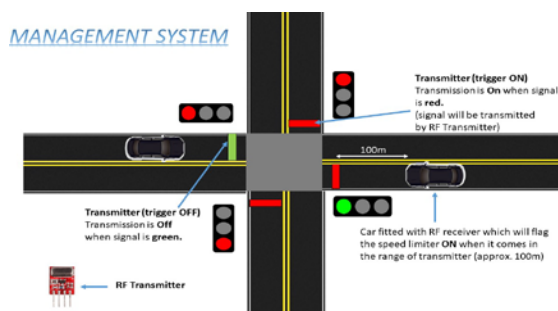 MANAGEMENT SYSTEM
Transmitter (trigger ON)
Transmission is On when signal
is red.
(signal will be transmitted
by RF Transmitter)
100m
Transmitter (trigger OFF)
Transmission is Off
when signal is green.
Car fitted with RF receiver which will flag
the speed limiter ON when it comes in
the range of transmitter (approx. 100m)
RF Transmitter